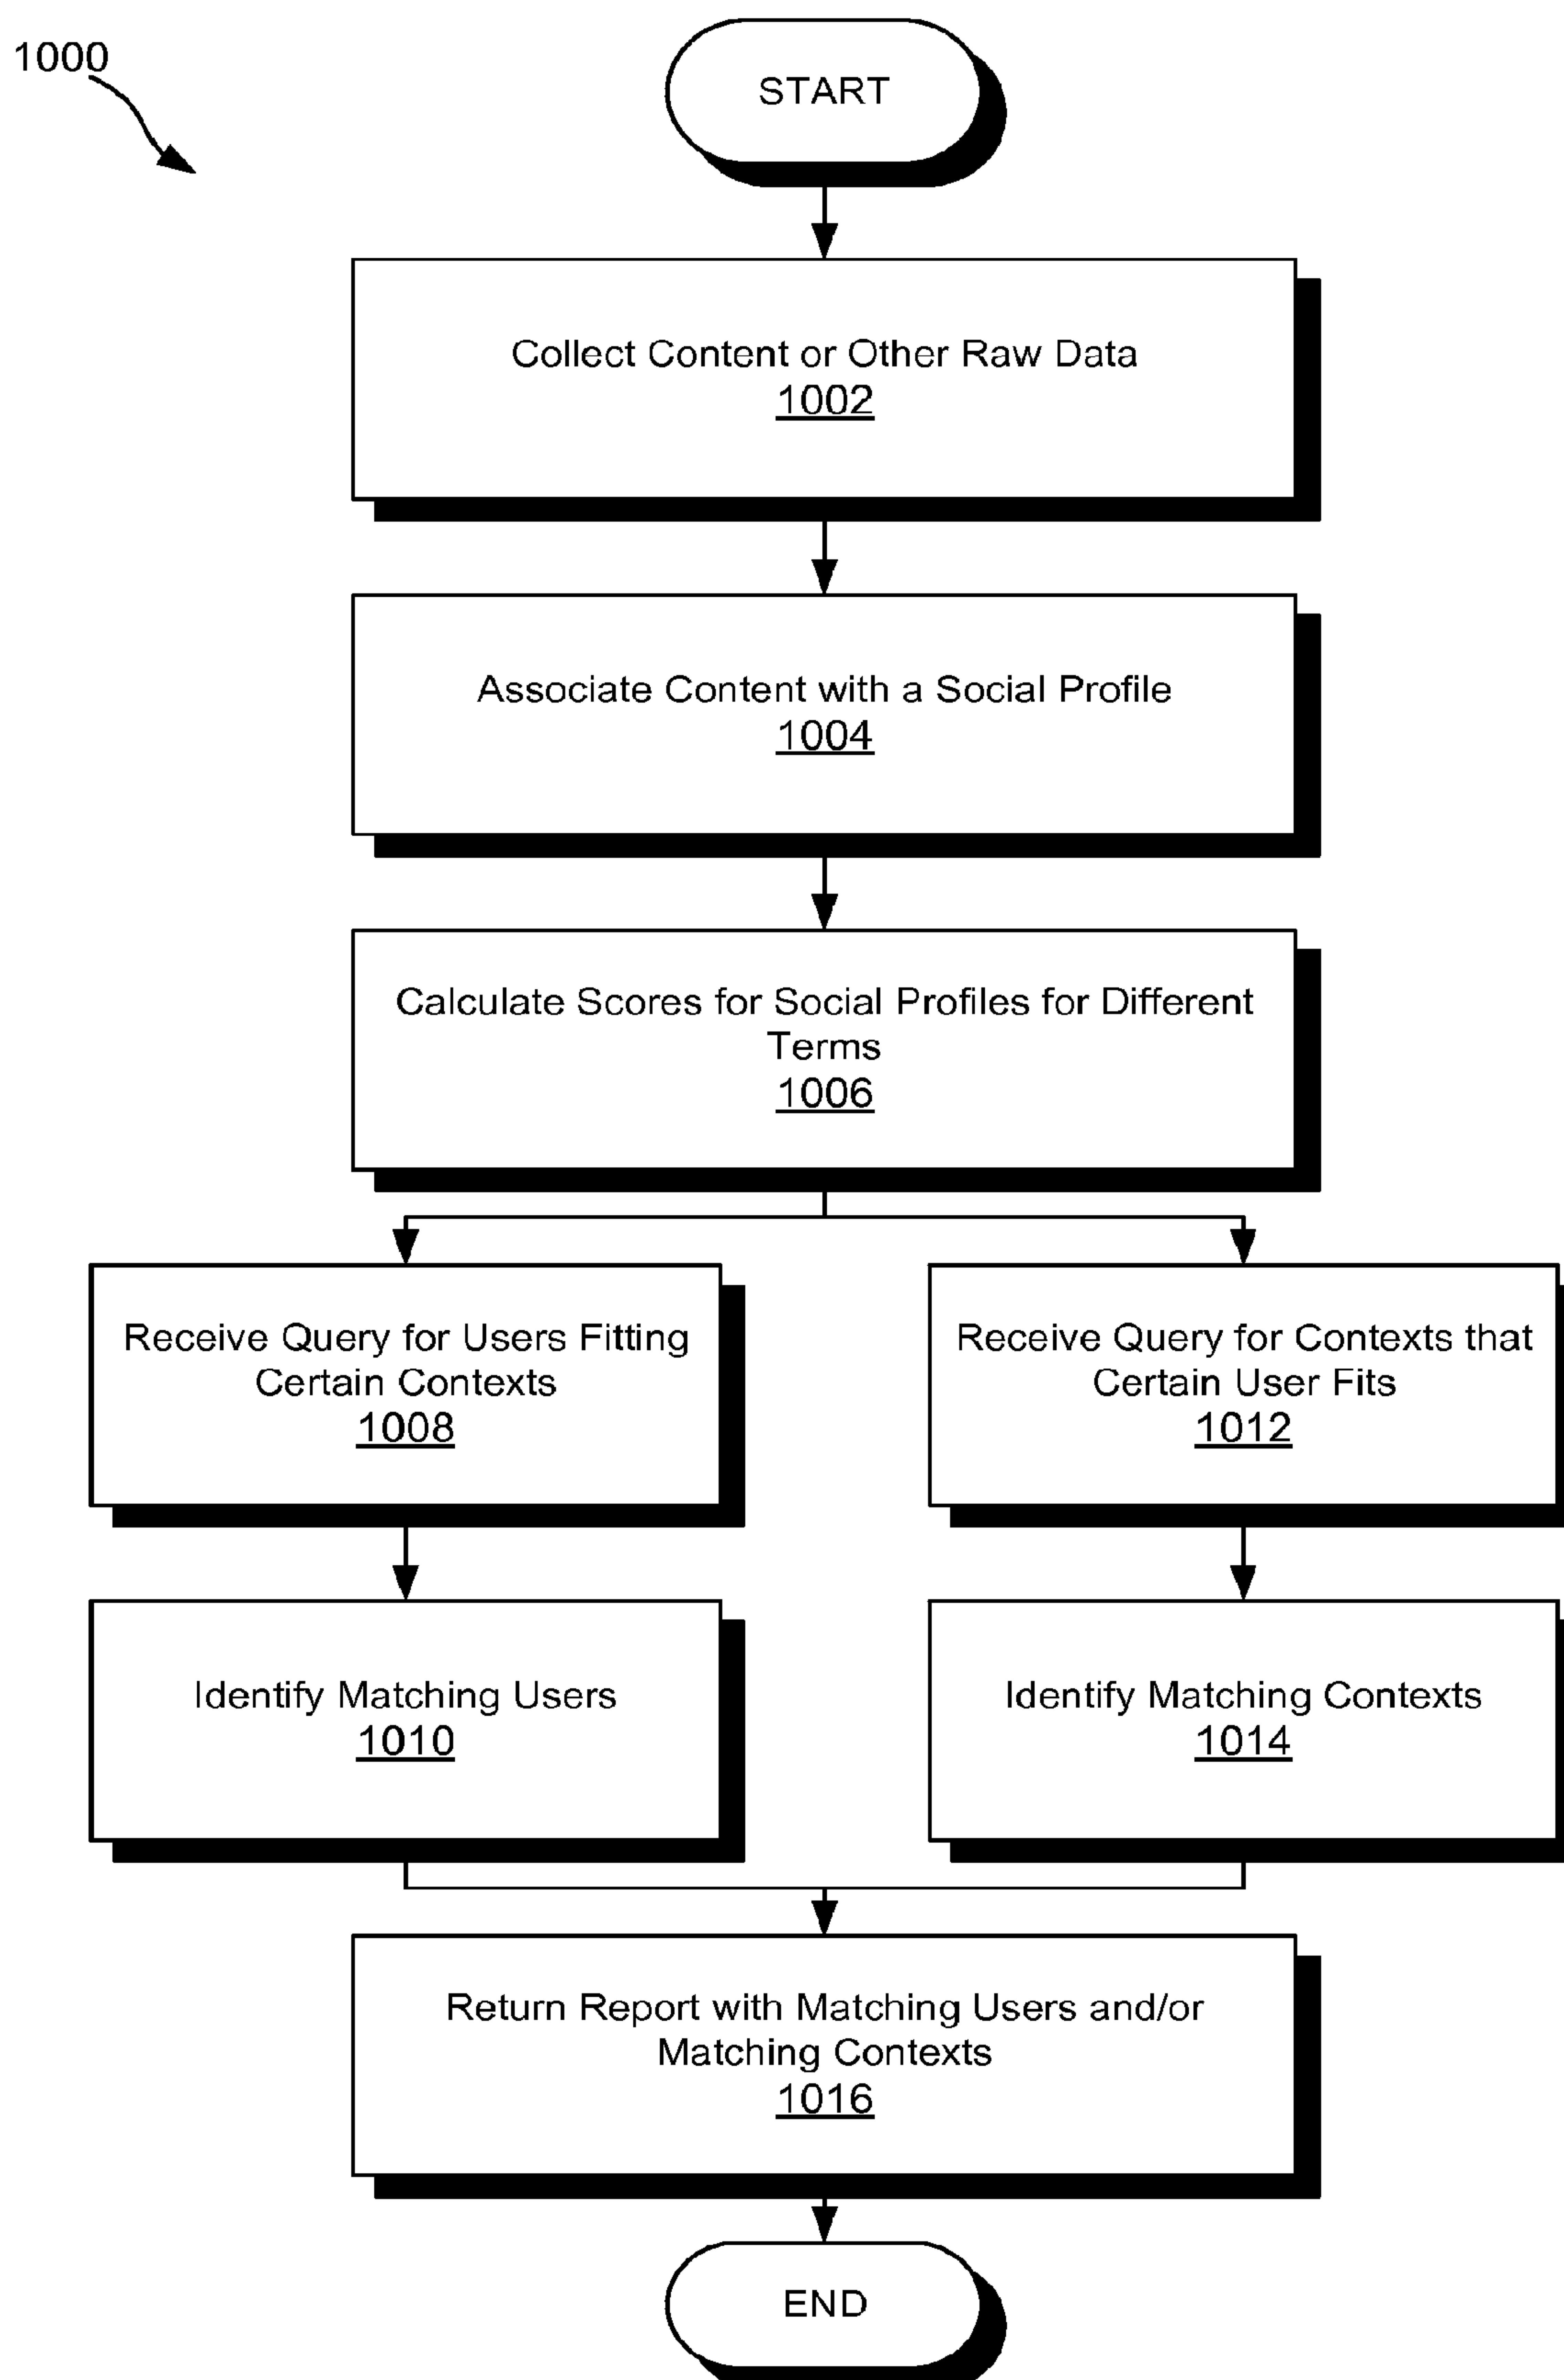 1000
START
Collect Content or Other Raw Data
1002
Associate Content with a Social Profile
1004
Calculate Scores for Social Profiles for Different
Terms
1006
Receive Query for Users Fitting
Certain Contexts
1008
Receive Query for Contexts that
Certain User Fits
1012
Identify Matching Users
1010
Identify Matching Contexts
1014
Return Report with Matching Users and/or
Matching Contexts
1016
END